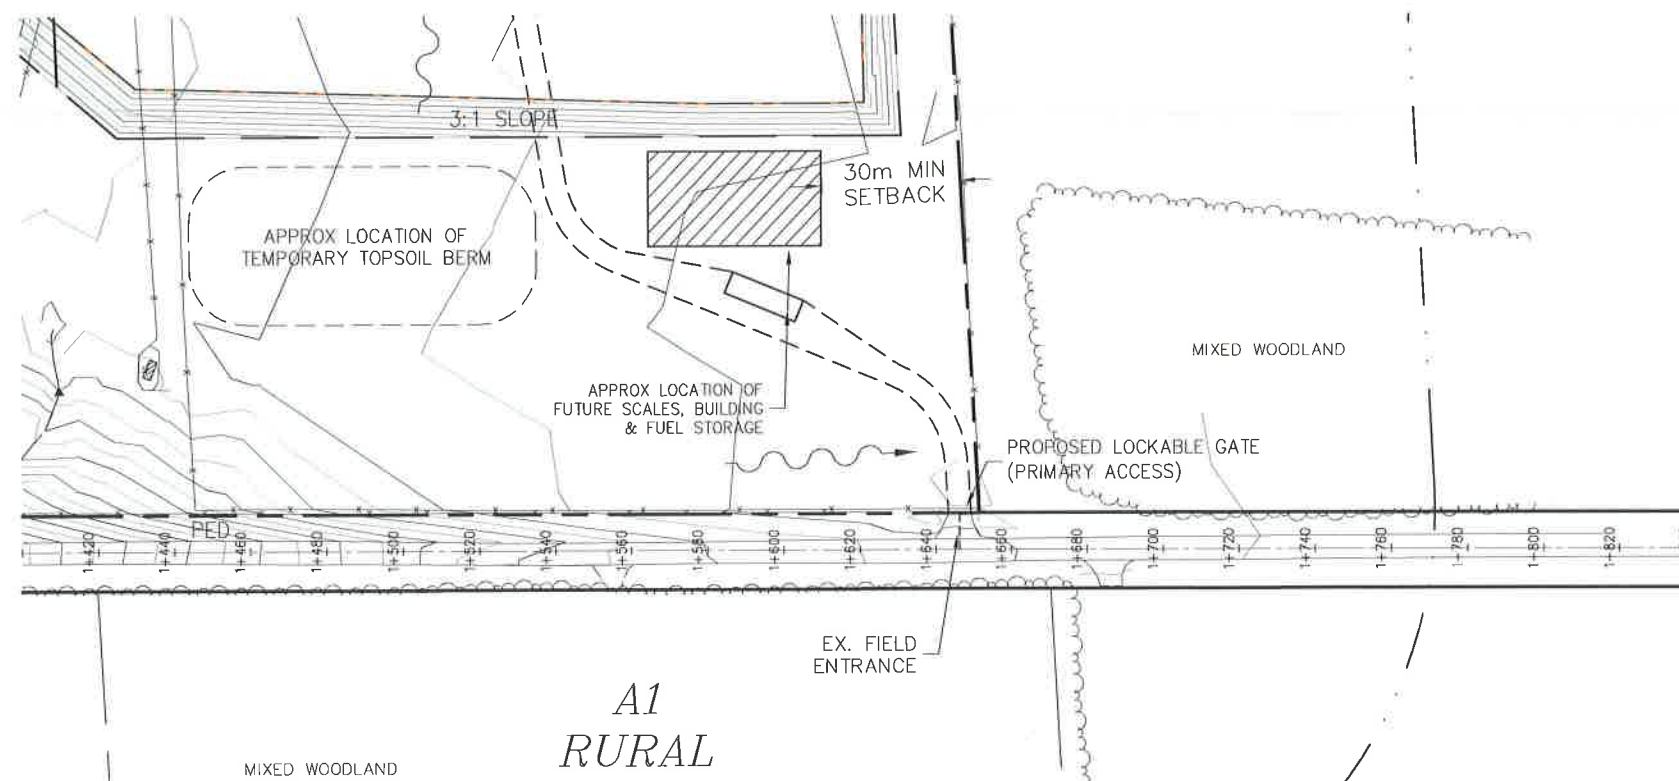 3:1 SLOPE
30m MIN
SETBACK
APPROX LOCATION OF
TEMPORARY TOPSOIL BERM
MIXED WOODLAND
APPROX LOCATION OF
FUTURE SCALES, BUILDING
& FUEL STORAGE
PROPOSED LOCKABLE GATE
(PRIMARY ACCESS)
PED
1+420 1+440 1+460 1+480 1+500 1+520 1+540 1+560 1+580 1+600 1+620 1+640 1+660 1+680 1+700 1+720 1+740 1+760 1+780 1+800 1+820
EX. FIELD
ENTRANCE
A1
RURAL
MIXED WOODLAND